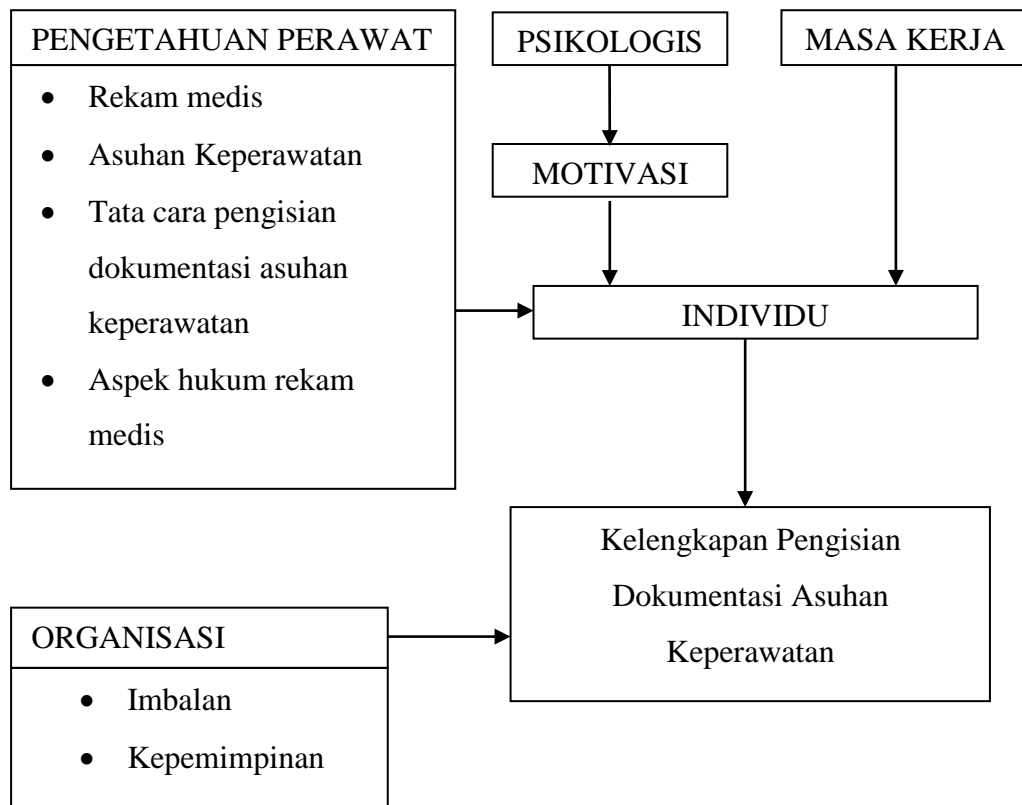 PENGETAHUAN PERAWAT
• Rekam medis
• Asuhan Keperawatan
• Tata cara pengisian
dokumentasi asuhan
keperawatan
• Aspek hukum rekam
medis
PSIKOLOGIS
MOTIVASI
MASA KERJA
INDIVIDU
Kelengkapan Pengisian
Dokumentasi Asuhan
Keperawatan
ORGANISASI
• Imbalan
• Kepemimpinan